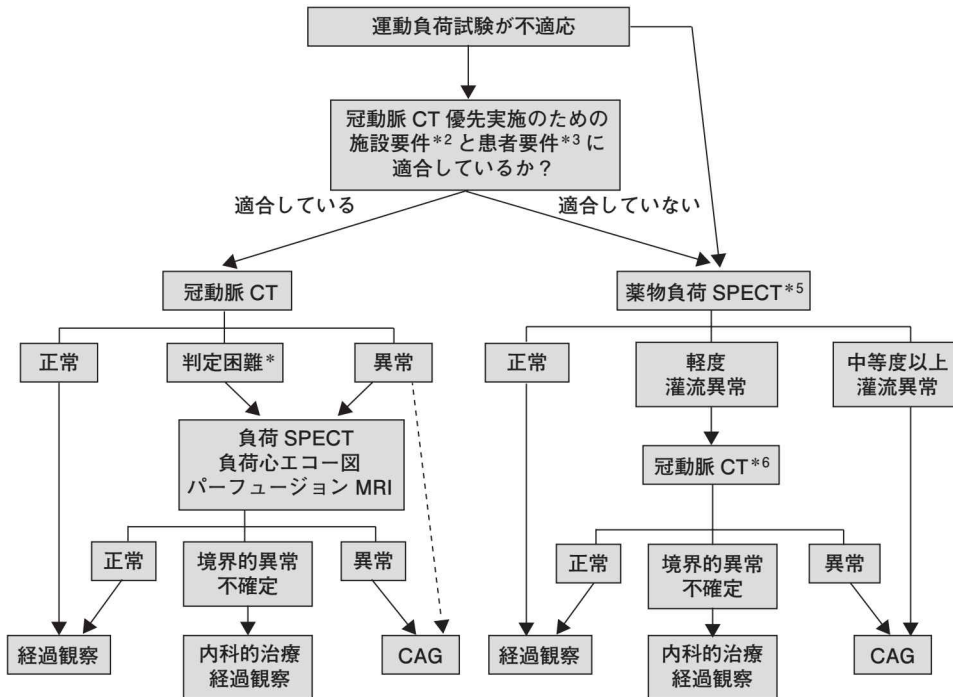 運動負荷試験が不適応
冠動脈 CT 優先実施のための
施設要件*2 と患者要件*3 に
適合しているか？
適合している
適合していない
冠動脈 CT
薬物負荷 SPECT*5
正常
判定困難*
異常
正常
軽度
灌流異常
中等度以上
灌流異常
負荷 SPECT
負荷心エコー図
パーフュージョン MRI
冠動脈 CT*6
正常
境界的異常
不確定
異常
正常
境界的異常
不確定
異常
経過観察
内科的治療
経過観察
CAG
経過観察
内科的治療
経過観察
CAG